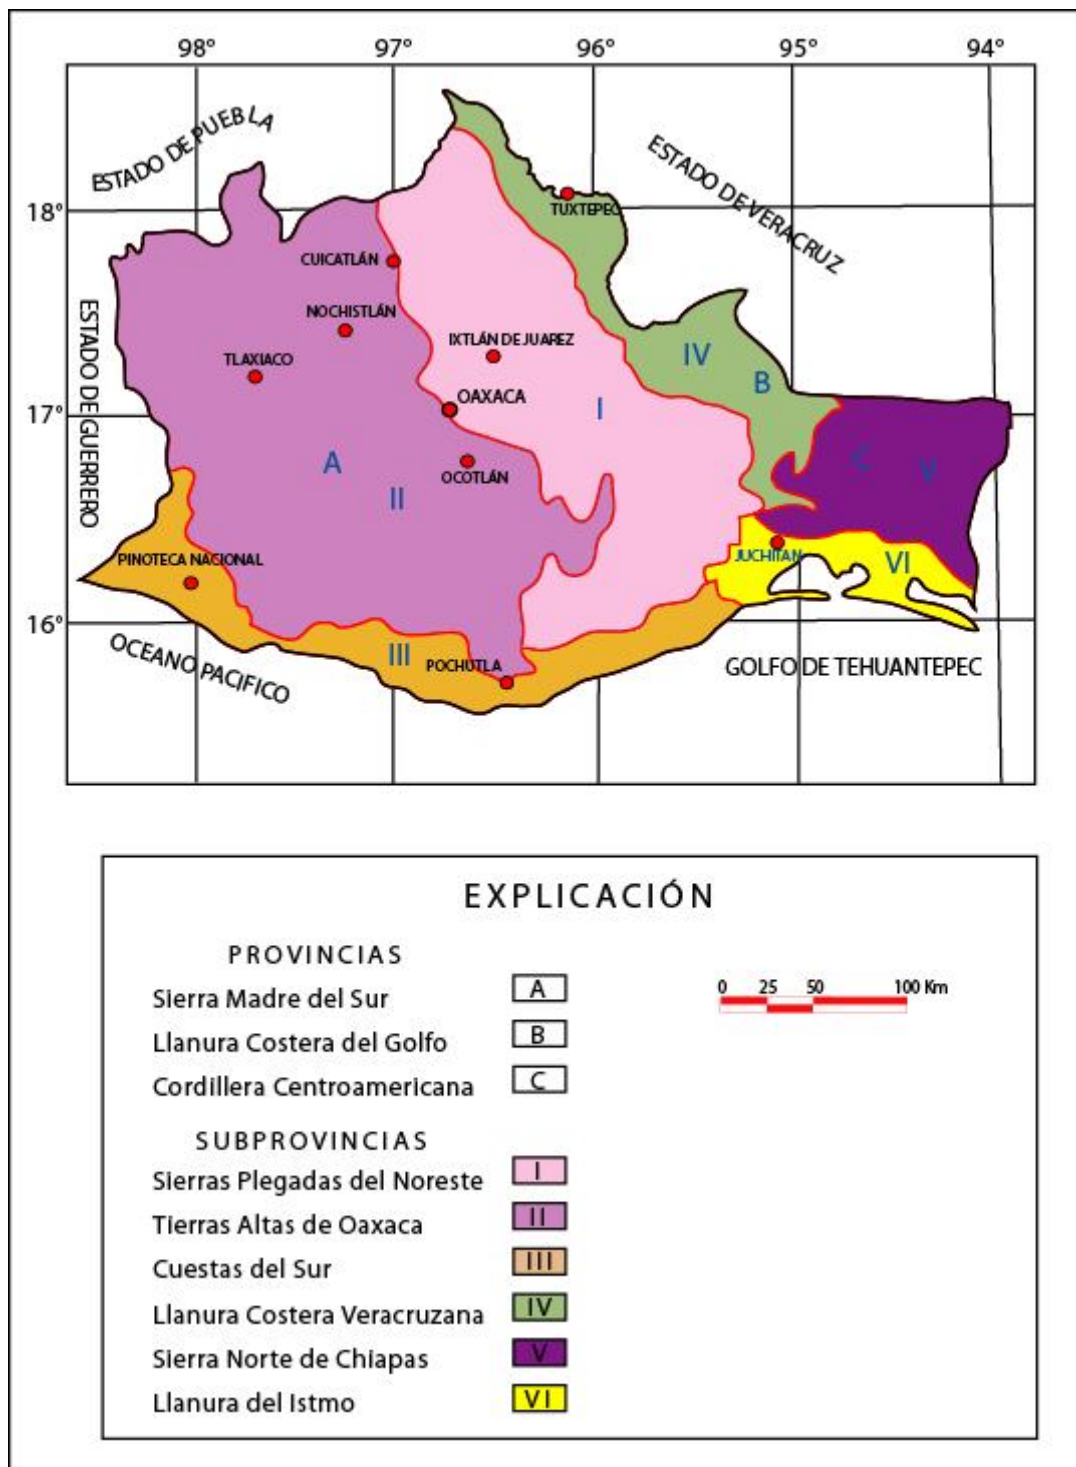 98° 97° 96° 95° 94°
ESTADO DE PUEBLA
ESTADO DE VERACRUZ
18°
TUXTEPEC
CUICATLÁN
NOCHISTLÁN
ESTADO DE GUERRERO
IXTLÁN DE JUAREZ
IV
TLAXIACO
B
OAXACA
I
17°
A
C
V
OCOTLÁN
II
JUCHITAN
PINOTECA NACIONAL
VI
16°
OCEANO PACIFICO
III
POCHUTLA
GOLFO DE TEHUANTEPEC
EXPLICACIÓN
PROVINCIAS
Sierra Madre del Sur A
Llanura Costera del Golfo B
Cordillera Centroamericana C
0 25 50 100 Km
SUBPROVINCIAS
Sierras Plegadas del Noreste I
Tierras Altas de Oaxaca II
Cuestas del Sur III
Llanura Costera Veracruzana IV
Sierra Norte de Chiapas V
Llanura del Istmo VI